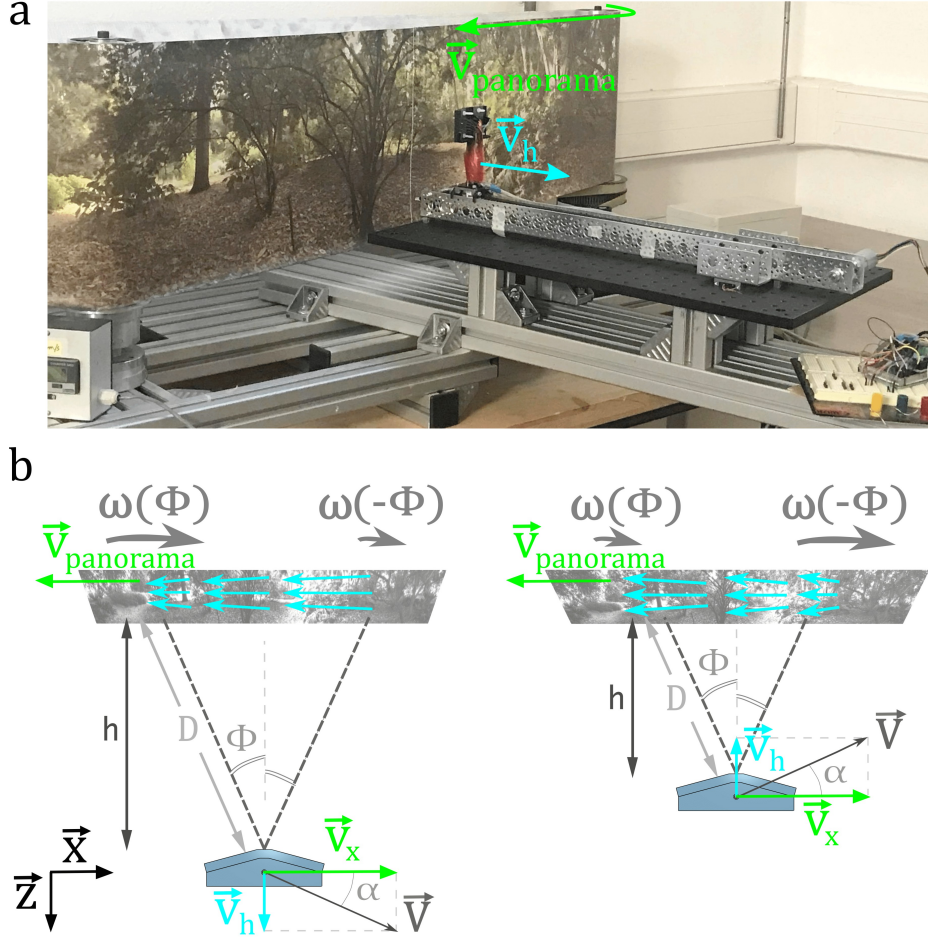 a
V⃗panorama
V⃗h
b
ω(Φ) ω(-Φ) ω(Φ) ω(-Φ)
V⃗panorama V⃗panorama
h D Φ h D Φ
V⃗h V⃗ α V⃗x
X⃗ V⃗x
Z⃗ V⃗h α V⃗